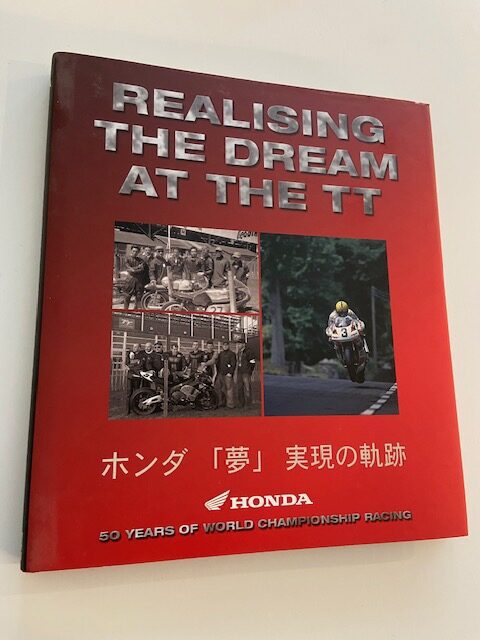 REALISING
THE DREAM
AT THE TT
3
ホンダ 「夢」 実現の軌跡
HONDA
50 YEARS OF WORLD CHAMPIONSHIP RACING